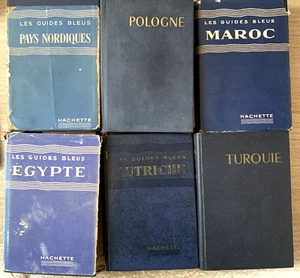 LES GUIDES BLEUS
PAYS NORDIQUES
HACHETTE
POLOGNE
LES GUIDES BLEUS
MAROC
HACHETTE
LES GUIDES BLEUS
ÉGYPTE
HACHETTE
LES GUIDES BLEUS
AUTRICHE
HACHETTE
TURQUIE